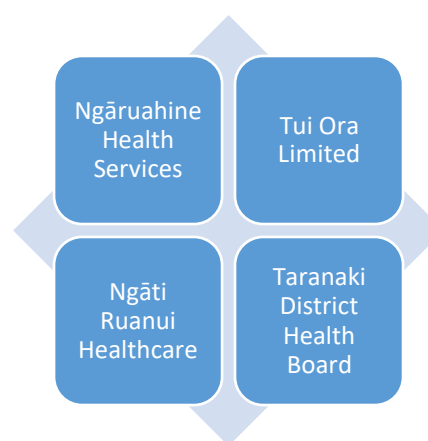 Ngāruahine
Health
Services
Tui Ora
Limited
Ngāti
Ruanui
Healthcare
Taranaki
District
Health
Board